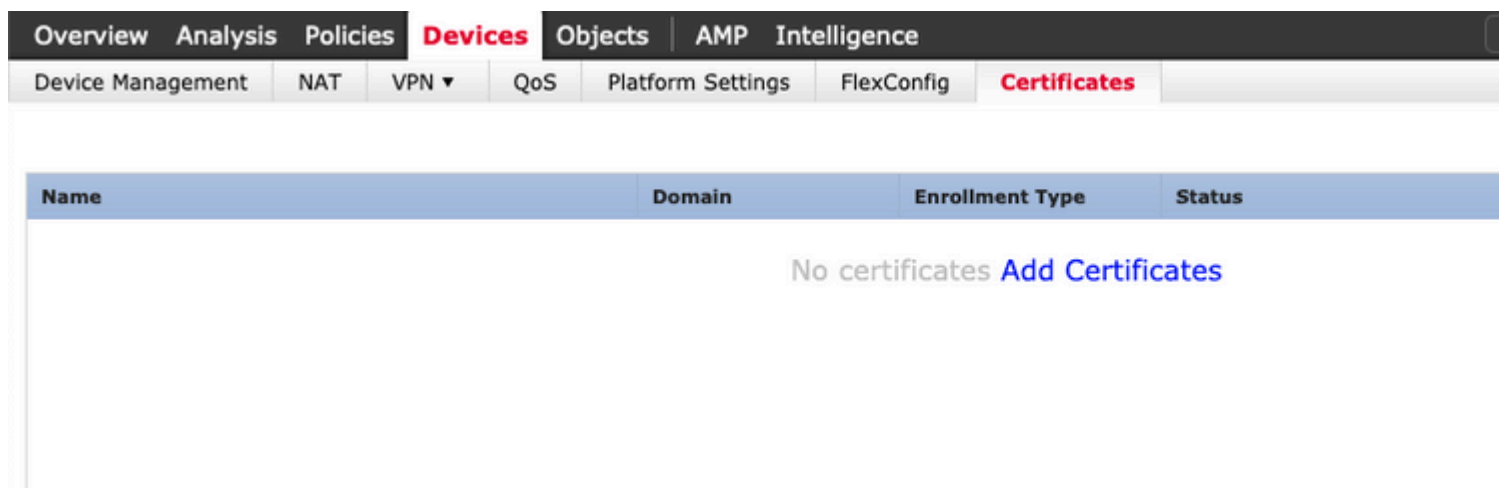 Overview Analysis Policies Devices Objects AMP Intelligence
Device Management NAT VPN ▼ QoS Platform Settings FlexConfig Certificates
Name Domain Enrollment Type Status
No certificates Add Certificates